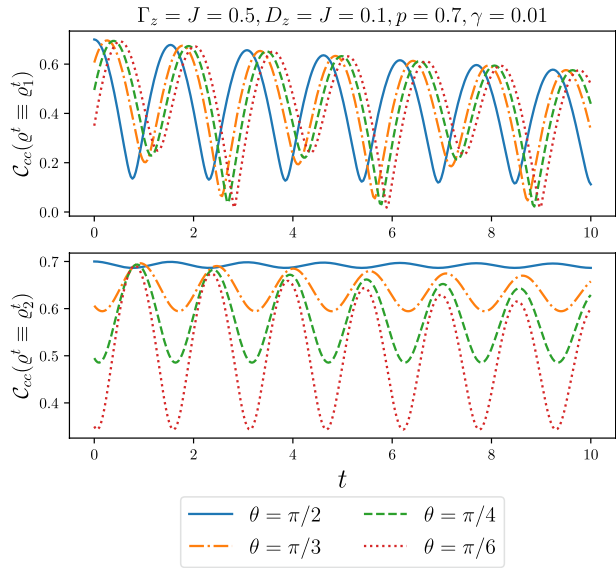 Γ_z = J = 0.5, D_z = J = 0.1, p = 0.7, γ = 0.01
C_cc(ϱ^t ≡ ϱ_1^t)
0.6
0.4
0.2
0.0
0 2 4 6 8 10
C_cc(ϱ^t ≡ ϱ_2^t)
0.7
0.6
0.5
0.4
0 2 4 6 8 10
t
θ = π/2 θ = π/4
θ = π/3 θ = π/6